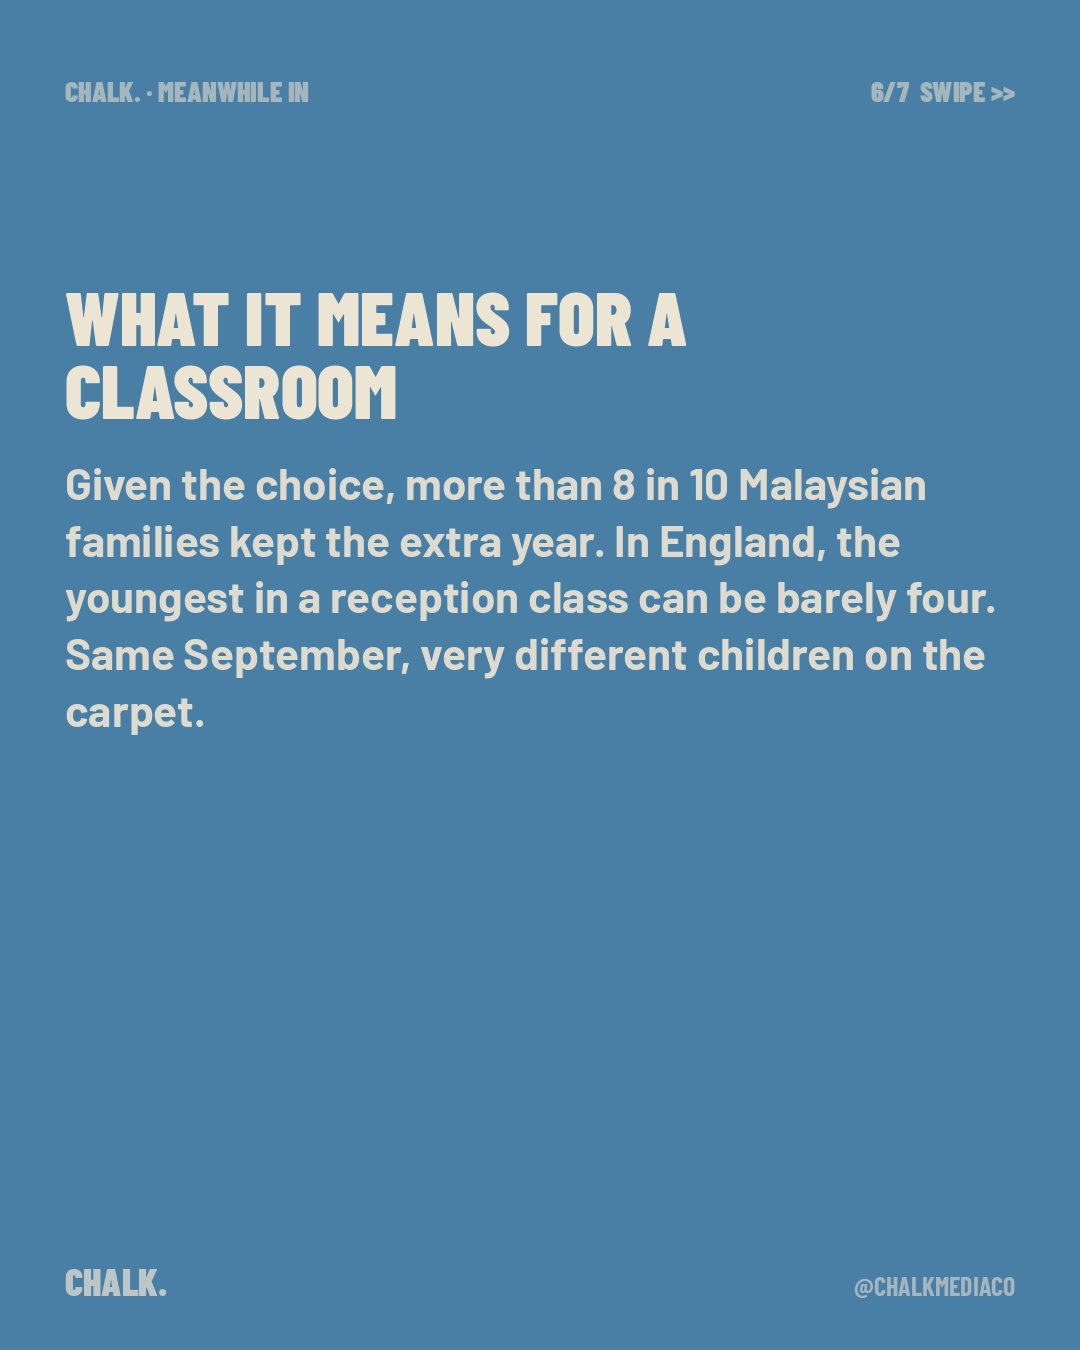 CHALK. · MEANWHILE IN
6/7 SWIPE >>
WHAT IT MEANS FOR A
CLASSROOM
Given the choice, more than 8 in 10 Malaysian
families kept the extra year. In England, the
youngest in a reception class can be barely four.
Same September, very different children on the
carpet.
CHALK.
@CHALKMEDIACO